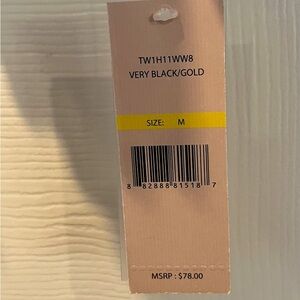 TW1H11WW8
VERY BLACK/GOLD
SIZE: M
8 82888 81518 7
MSRP : $78.00